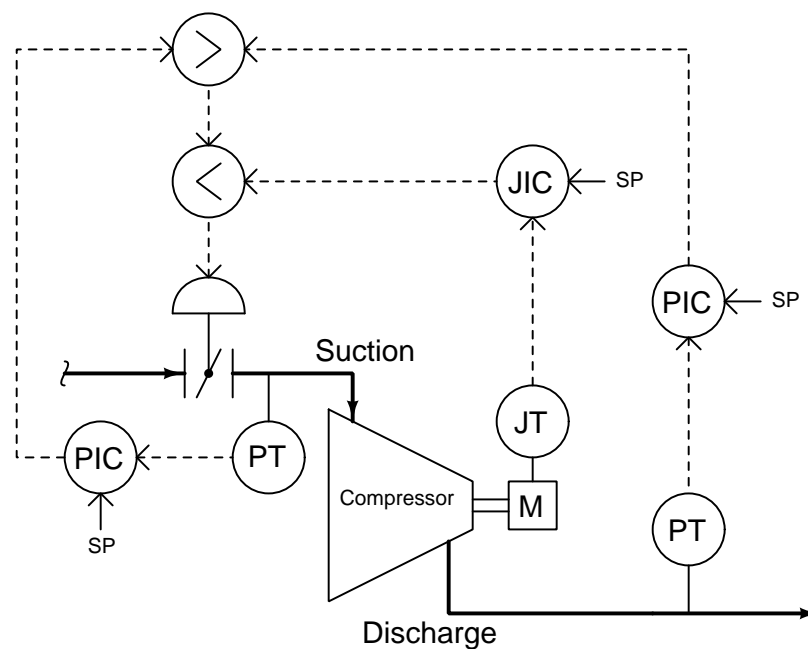 >
<
JIC
SP
PIC
SP
Suction
JT
PIC
PT
Compressor
M
SP
PT
Discharge